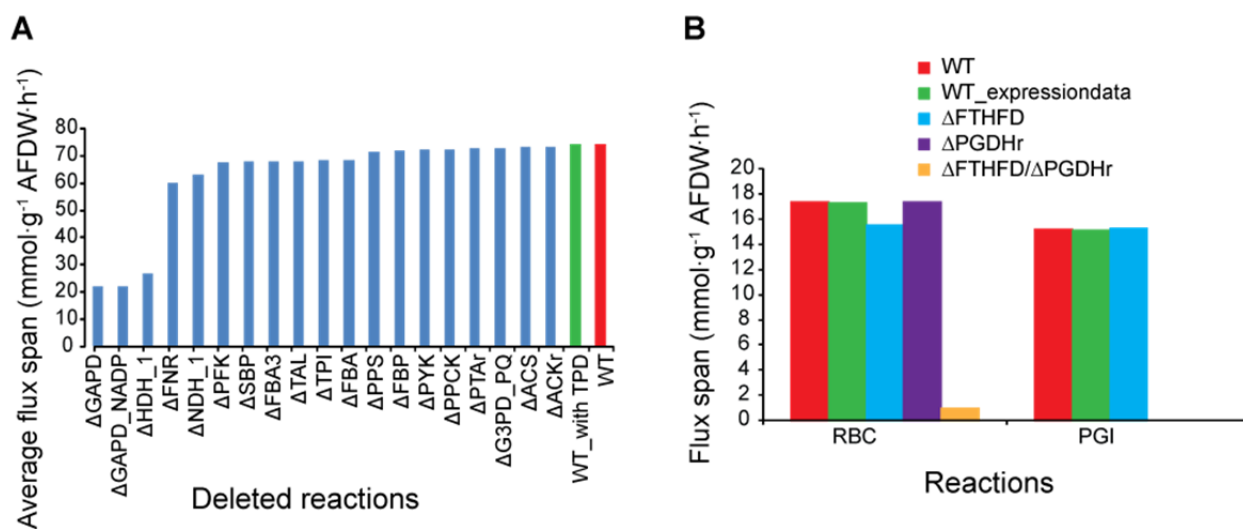 A
Average flux span (mmol·g⁻¹ AFDW·h⁻¹)
80
70
60
50
40
30
20
10
0
ΔGAPD
ΔGAPD_NADP
ΔHDH_1
ΔFNR
ΔNDH_1
ΔPFK
ΔSBP
ΔFBA3
ΔTAL
ΔTPI
ΔFBA
ΔPPS
ΔFBP
ΔPYK
ΔPPCK
ΔPTAr
ΔG3PD_PQ
ΔACS
ΔACKr
WT_with TPD
WT
Deleted reactions
B
WT
WT_expressiondata
ΔFTHFD
ΔPGDHr
ΔFTHFD/ΔPGDHr
Flux span (mmol·g⁻¹ AFDW·h⁻¹)
20
18
16
14
12
10
8
6
4
2
0
RBC
PGI
Reactions